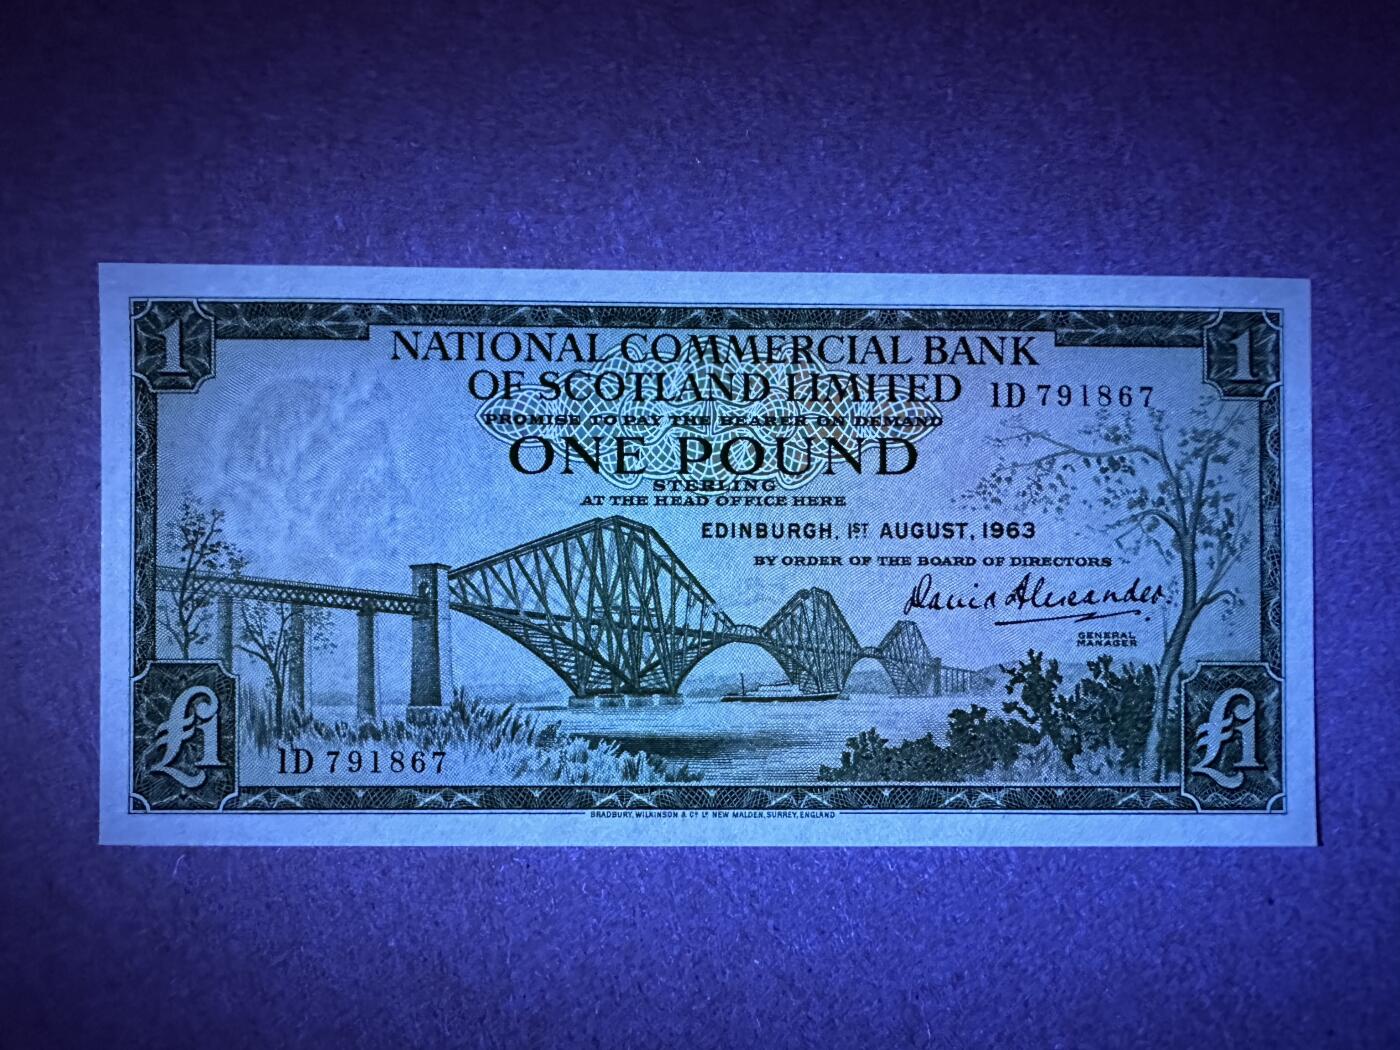 1
1
NATIONAL COMMERCIAL BANK
OF SCOTLAND LIMITED
1D 791867
PROMISE TO PAY THE BEARER ON DEMAND
ONE POUND
STERLING
AT THE HEAD OFFICE HERE
EDINBURGH, 1ST AUGUST, 1963
BY ORDER OF THE BOARD OF DIRECTORS
David Alexander
GENERAL
MANAGER
£1
1D 791867
£1
BRADBURY, WILKINSON & Co Ld NEW MALDEN, SURREY, ENGLAND